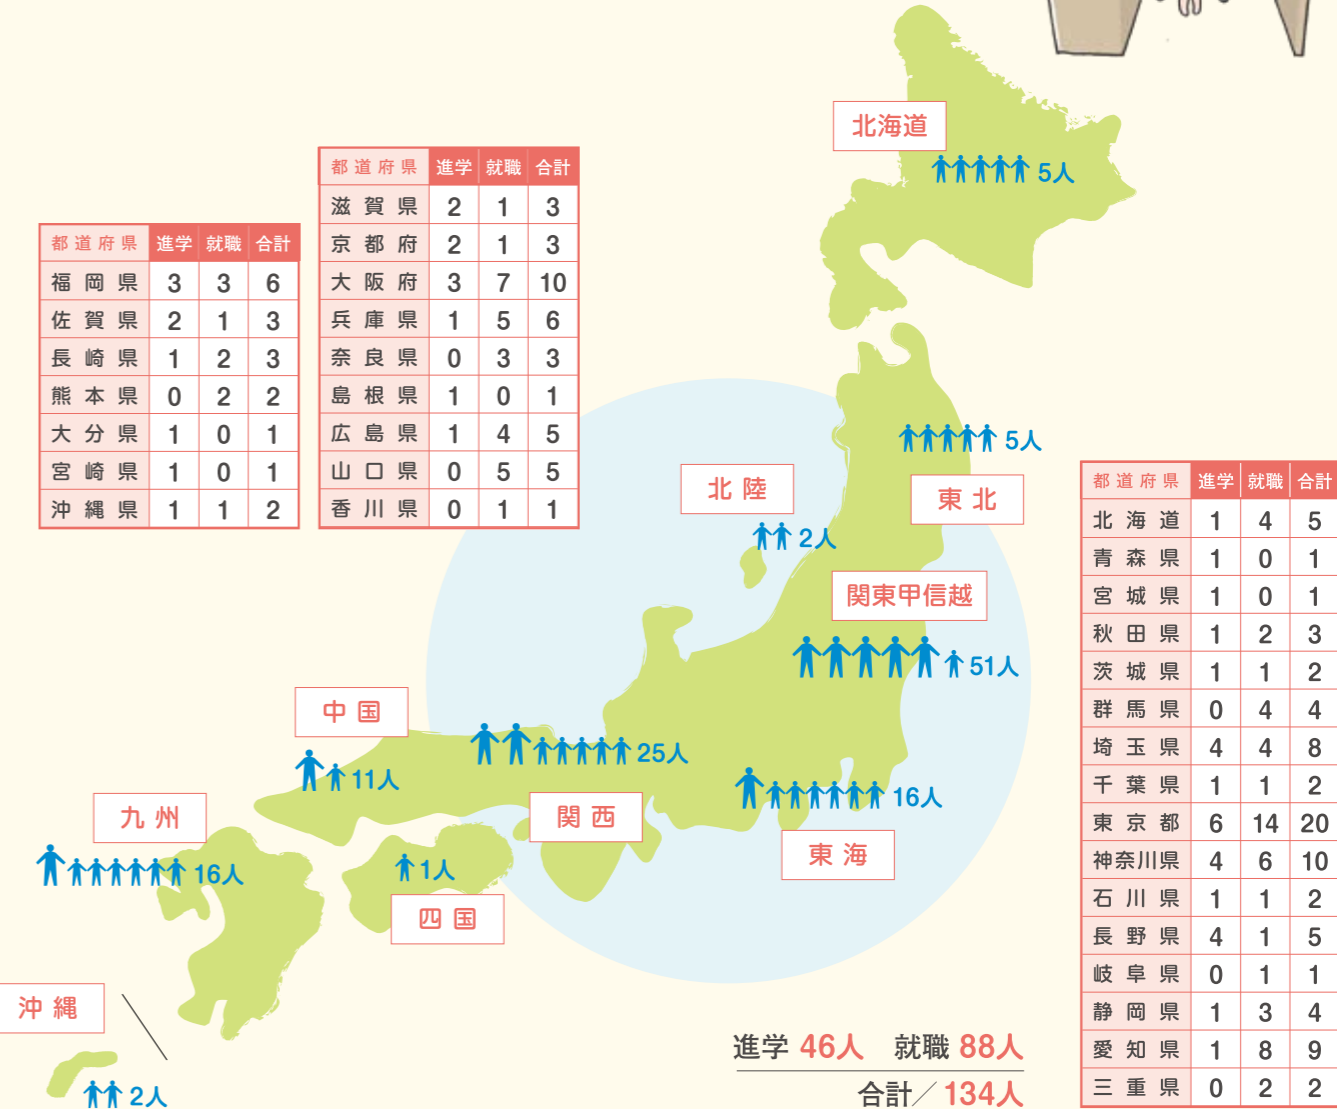 北海道
5人
都道府県 進学 就職 合計
滋賀県 2 1 3
京都府 2 1 3
大阪府 3 7 10
兵庫県 1 5 6
奈良県 0 3 3
島根県 1 0 1
広島県 1 4 5
山口県 0 5 5
香川県 0 1 1
都道府県 進学 就職 合計
福岡県 3 3 6
佐賀県 2 1 3
長崎県 1 2 3
熊本県 0 2 2
大分県 1 0 1
宮崎県 1 0 1
沖縄県 1 1 2
5人
東北
北陸
2人
関東甲信越
51人
中国
11人
25人
関西
16人
東海
九州
16人
1人
四国
沖縄
2人
都道府県 進学 就職 合計
北海道 1 4 5
青森県 1 0 1
宮城県 1 0 1
秋田県 1 2 3
茨城県 1 1 2
群馬県 0 4 4
埼玉県 4 4 8
千葉県 1 1 2
東京都 6 14 20
神奈川県 4 6 10
石川県 1 1 2
長野県 4 1 5
岐阜県 0 1 1
静岡県 1 3 4
愛知県 1 8 9
三重県 0 2 2
進学 46人 就職 88人
合計／134人